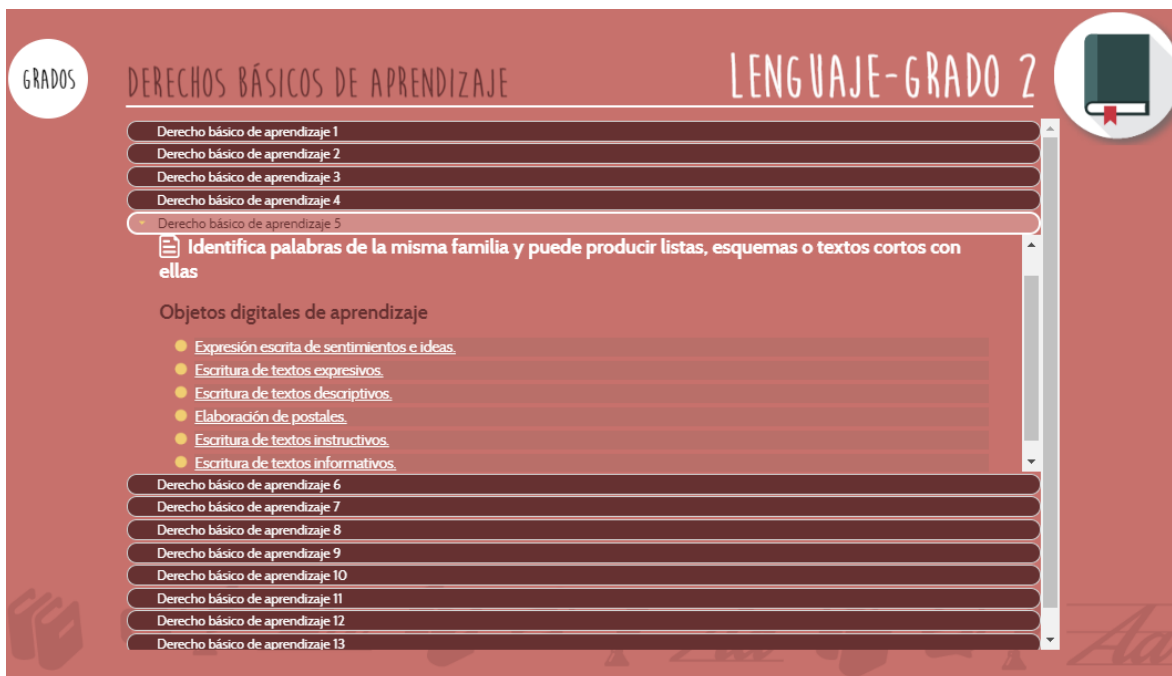 GRADOS
DERECHOS BÁSICOS DE APRENDIZAJE
LENGUAJE-GRADO 2
Derecho básico de aprendizaje 1
Derecho básico de aprendizaje 2
Derecho básico de aprendizaje 3
Derecho básico de aprendizaje 4
Derecho básico de aprendizaje 5
Identifica palabras de la misma familia y puede producir listas, esquemas o textos cortos con
ellas
Objetos digitales de aprendizaje
Expresión escrita de sentimientos e ideas.
Escritura de textos expresivos.
Escritura de textos descriptivos.
Elaboración de postales.
Escritura de textos instructivos.
Escritura de textos informativos.
Derecho básico de aprendizaje 6
Derecho básico de aprendizaje 7
Derecho básico de aprendizaje 8
Derecho básico de aprendizaje 9
Derecho básico de aprendizaje 10
Derecho básico de aprendizaje 11
Derecho básico de aprendizaje 12
Derecho básico de aprendizaje 13
Aa